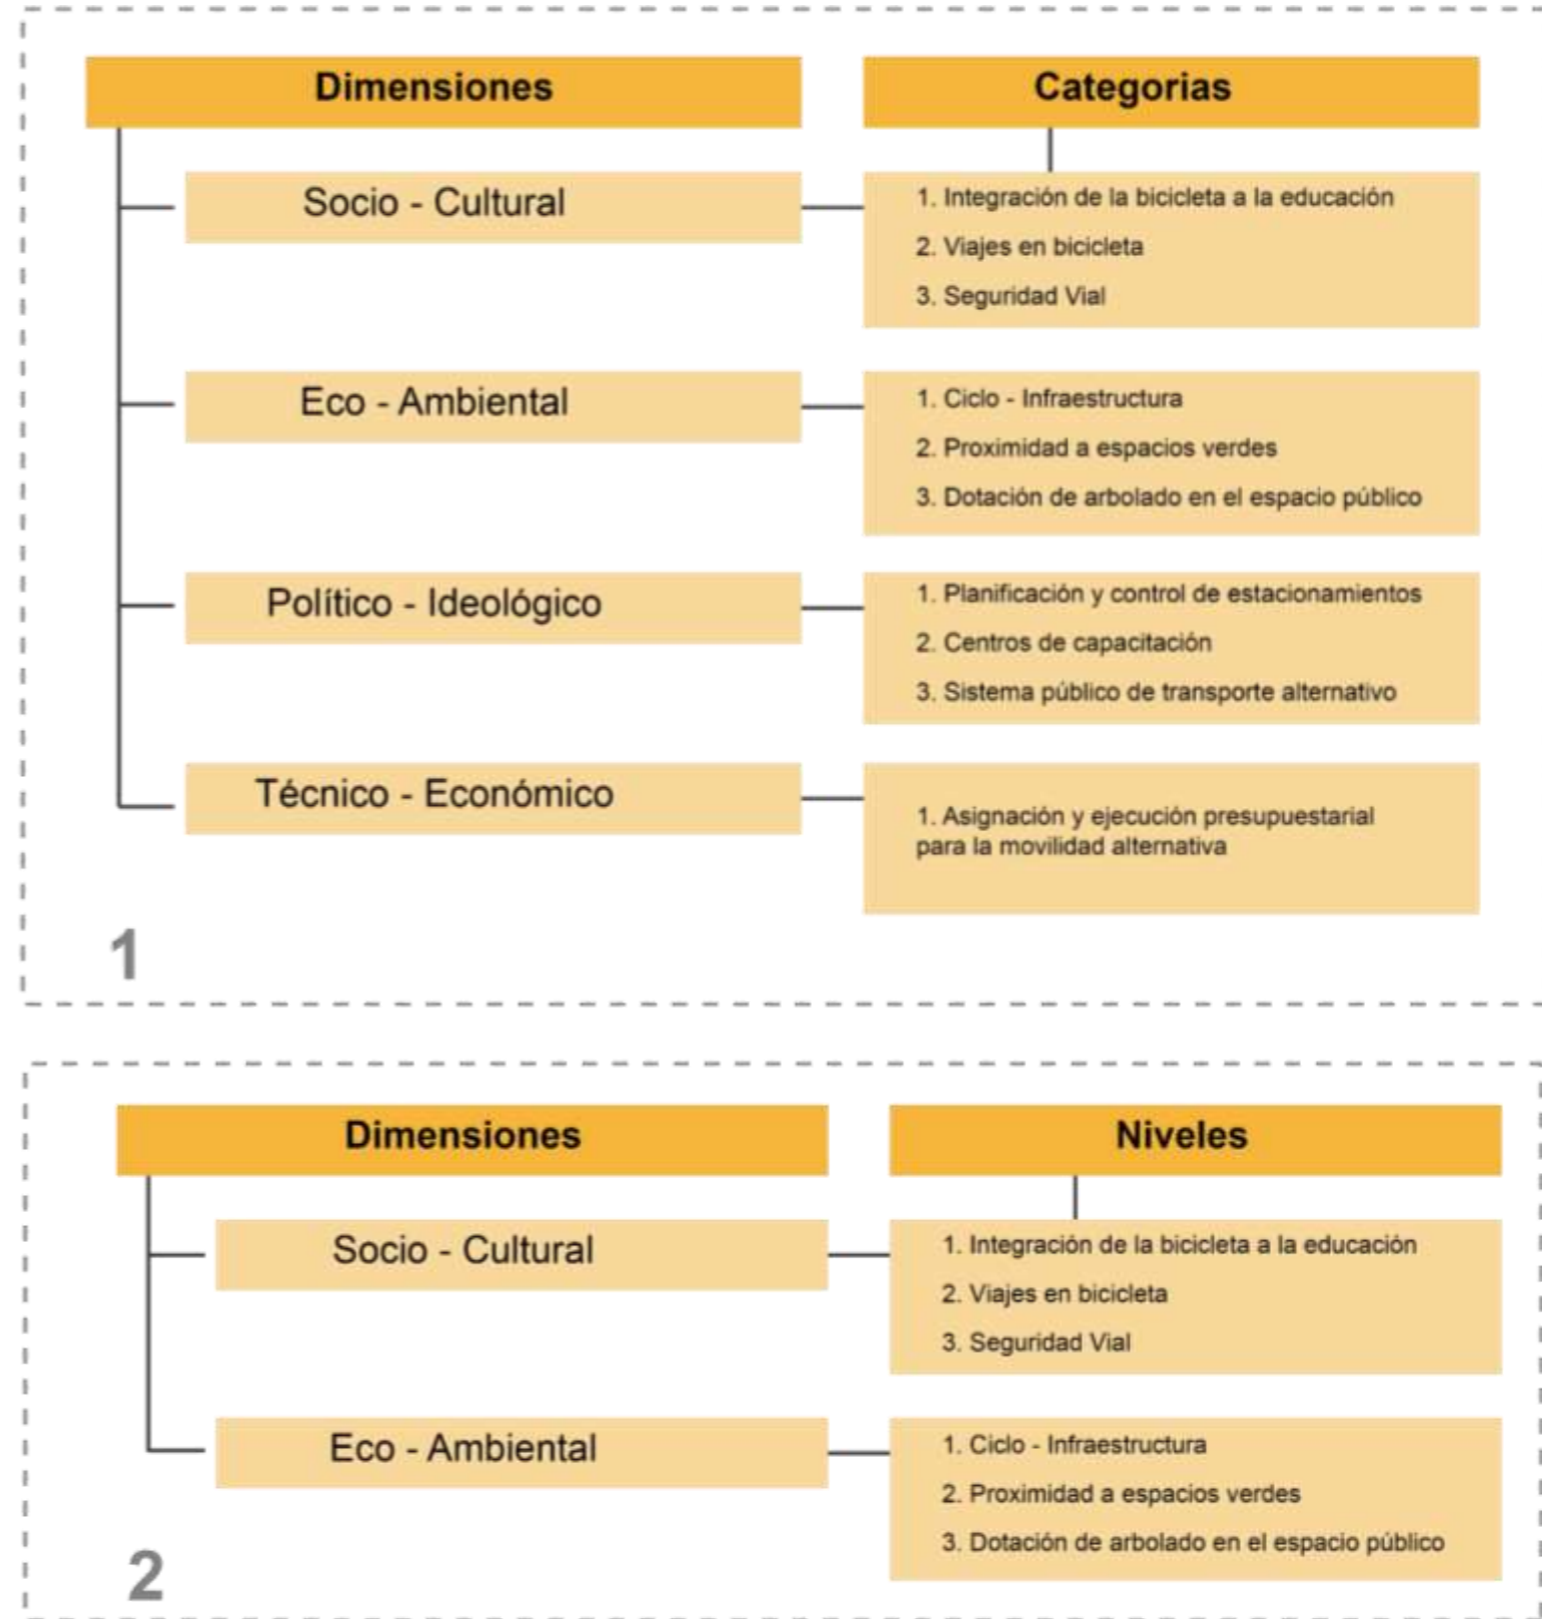 Dimensiones
Categorias
Socio - Cultural
1. Integración de la bicicleta a la educación
2. Viajes en bicicleta
3. Seguridad Vial
Eco - Ambiental
1. Ciclo - Infraestructura
2. Proximidad a espacios verdes
3. Dotación de arbolado en el espacio público
Político - Ideológico
1. Planificación y control de estacionamientos
2. Centros de capacitación
3. Sistema público de transporte alternativo
Técnico - Económico
1. Asignación y ejecución presupuestarial
para la movilidad alternativa
1
Dimensiones
Niveles
Socio - Cultural
1. Integración de la bicicleta a la educación
2. Viajes en bicicleta
3. Seguridad Vial
Eco - Ambiental
1. Ciclo - Infraestructura
2. Proximidad a espacios verdes
3. Dotación de arbolado en el espacio público
2